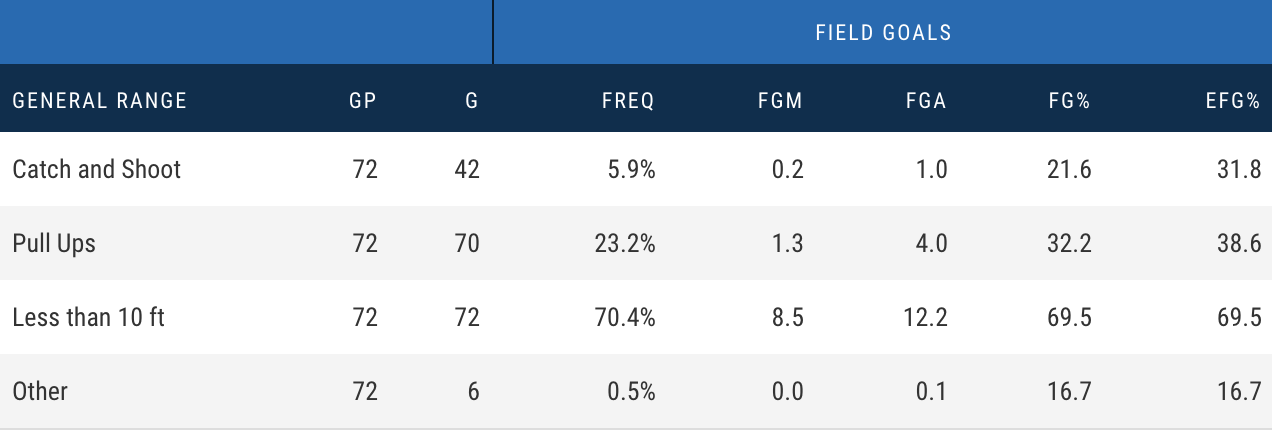 FIELD GOALS
GENERAL RANGE GP G FREQ FGM FGA FG% EFG%
Catch and Shoot 72 42 5.9% 0.2 1.0 21.6 31.8
Pull Ups 72 70 23.2% 1.3 4.0 32.2 38.6
Less than 10 ft 72 72 70.4% 8.5 12.2 69.5 69.5
Other 72 6 0.5% 0.0 0.1 16.7 16.7